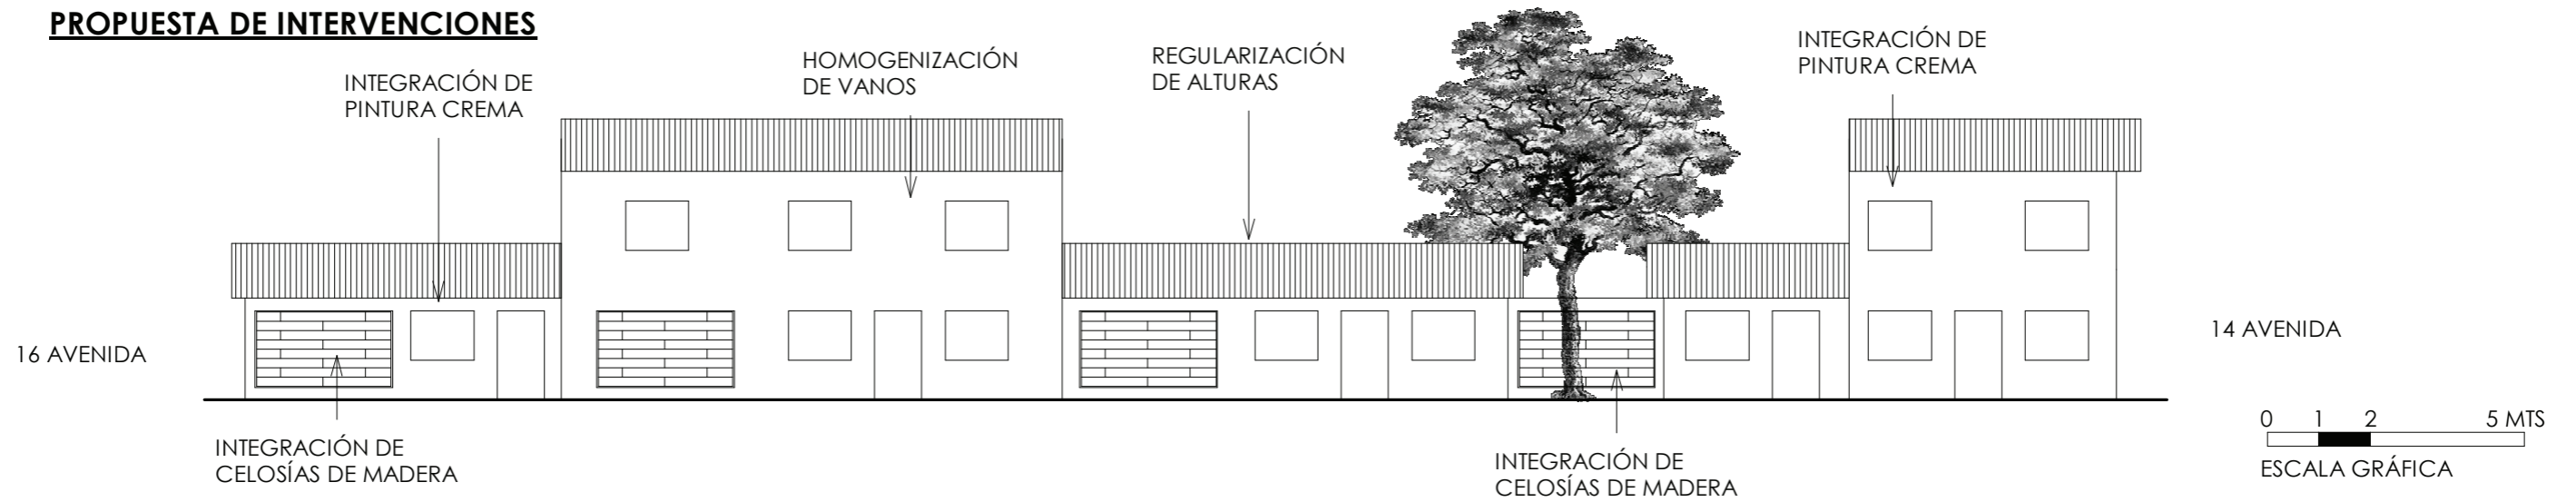 PROPUESTA DE INTERVENCIONES
INTEGRACIÓN DE
PINTURA CREMA
HOMOGENIZACIÓN
DE VANOS
REGULARIZACIÓN
DE ALTURAS
INTEGRACIÓN DE
PINTURA CREMA
16 AVENIDA
14 AVENIDA
INTEGRACIÓN DE
CELOSÍAS DE MADERA
INTEGRACIÓN DE
CELOSÍAS DE MADERA
0 1 2 5 MTS
ESCALA GRÁFICA